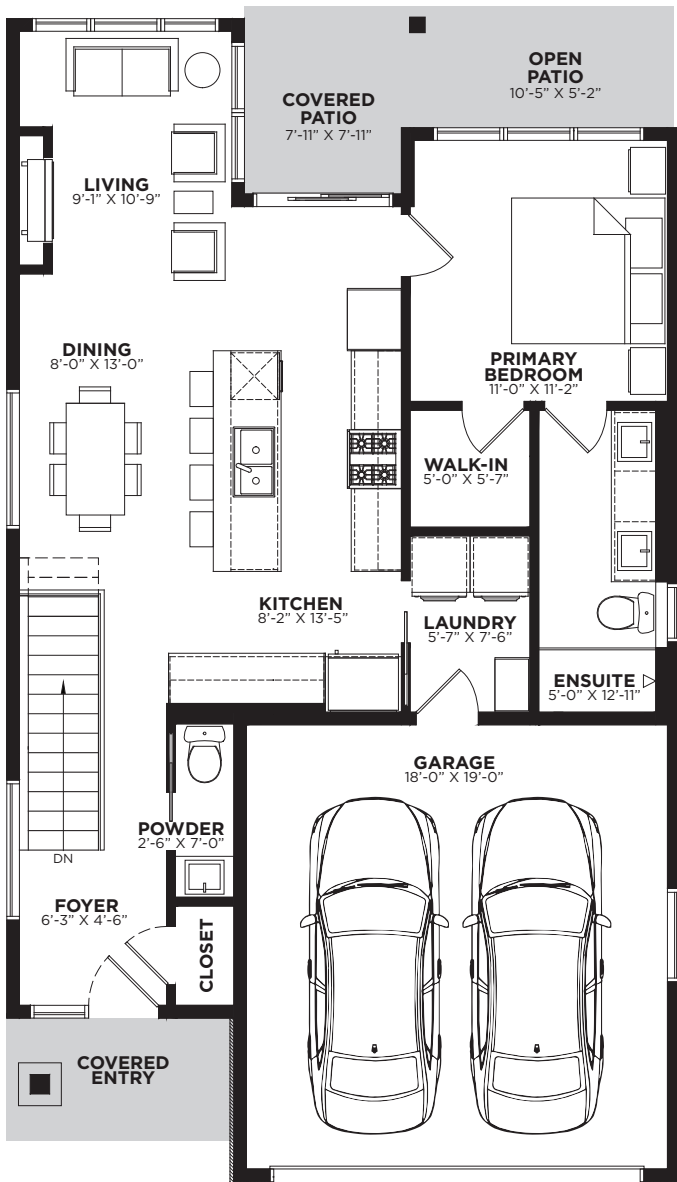 OPEN
PATIO
10’-5” X 5’-2”
COVERED
PATIO
7’-11” X 7’-11”
LIVING
9’-1” X 10’-9”
DINING
8’-0” X 13’-0”
PRIMARY
BEDROOM
11’-0” X 11’-2”
WALK-IN
5’-0” X 5’-7”
KITCHEN
8’-2” X 13’-5”
LAUNDRY
5’-7” X 7’-6”
ENSUITE
5’-0” X 12’-11”
GARAGE
18’-0” X 19’-0”
POWDER
2’-6” X 7’-0”
DN
FOYER
6’-3” X 4’-6”
CLOSET
COVERED
ENTRY